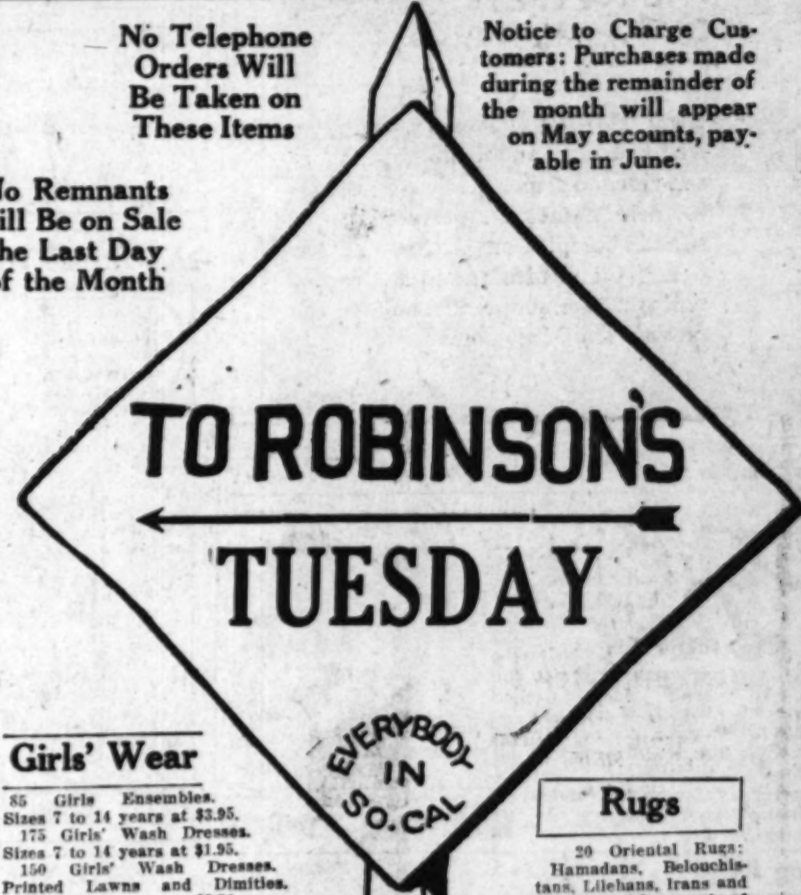 No Telephone
Orders Will
Be Taken on
These Items
Notice to Charge Cus-
tomers: Purchases made
during the remainder of
the month will appear
on May accounts, pay-
able in June.
Remnants
Be on Sale
Last Day
the Month
TO ROBINSON'S
TUESDAY
EVERYBODY
IN
SO. CAL
Girls' Wear
85 Girls Ensembles.
Sizes 7 to 14 years at $3.95.
175 Girls' Wash Dresses.
Sizes 7 to 14 years at $1.95.
150 Girls' Wash Dresses.
Printed Lawns and Dimities.
Rugs
20 Oriental Rugs:
Hamadans, Belouchis-
tans, Lilehans, Irans and